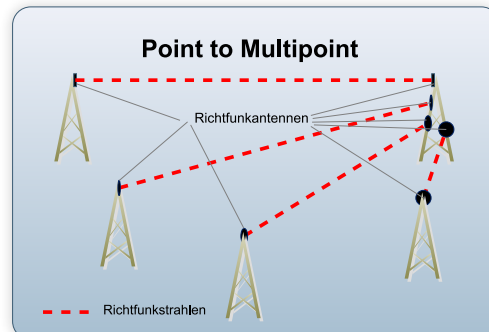 Point to Multipoint
Richtfunkantennen
Richtfunkstrahlen